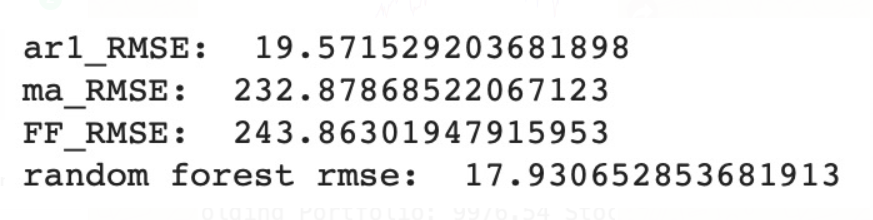 ar1_RMSE:  19.571529203681898
ma_RMSE:  232.87868522067123
FF_RMSE:  243.86301947915953
random forest rmse:  17.930652853681913